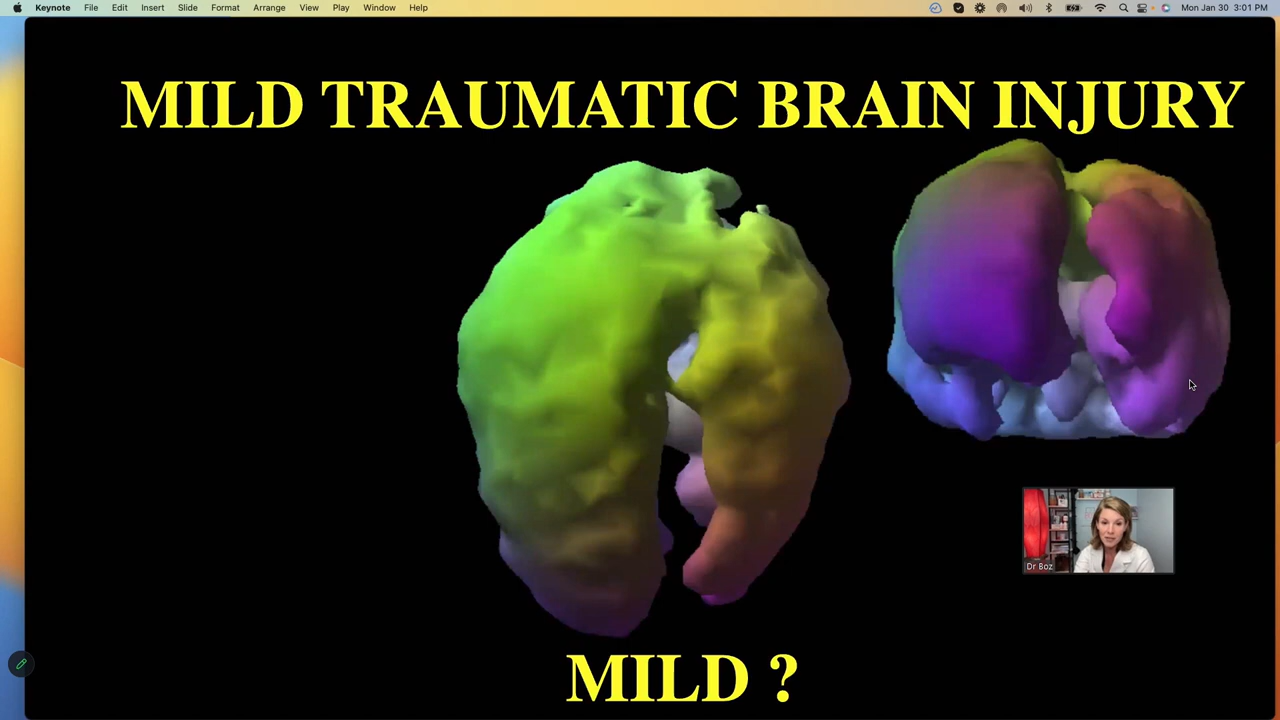 Keynote File Edit Insert Slide Format Arrange View Play Window Help Mon Jan 30 3:01 PM
MILD TRAUMATIC BRAIN INJURY
Dr Boz
MILD ?